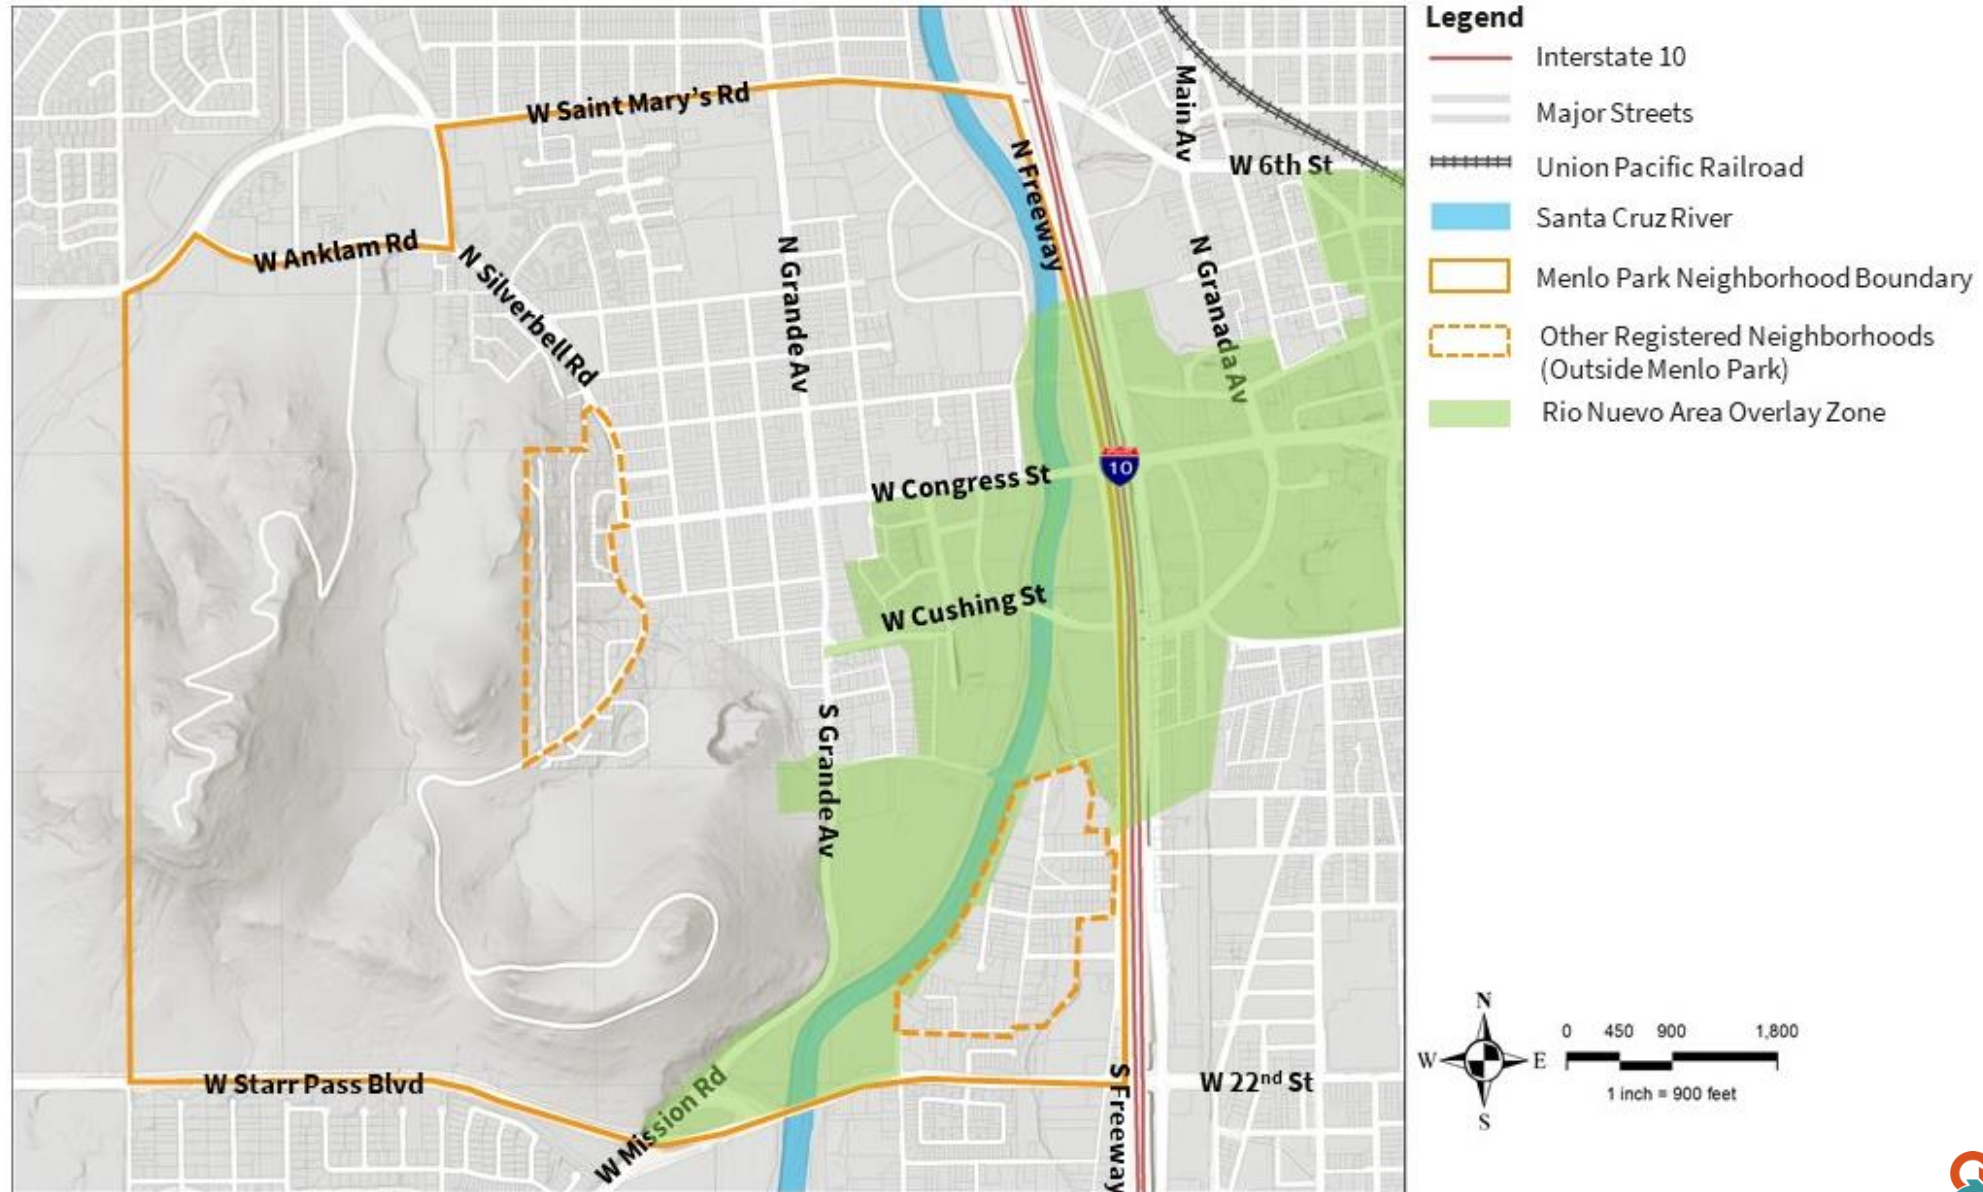 Legend
Interstate 10
Major Streets
Union Pacific Railroad
Santa Cruz River
Menlo Park Neighborhood Boundary
Other Registered Neighborhoods
(Outside Menlo Park)
Rio Nuevo Area Overlay Zone
W Saint Mary's Rd
Main Av
W 6th St
N Freeway
W Anklam Rd
N Silverbell Rd
N Grande Av
N Granada Av
W Congress St
10
W Cushing St
S Grande Av
W Starr Pass Blvd
W Mission Rd
S Freeway
W 22nd St
N
W E
S
0 450 900 1,800
1 inch = 900 feet